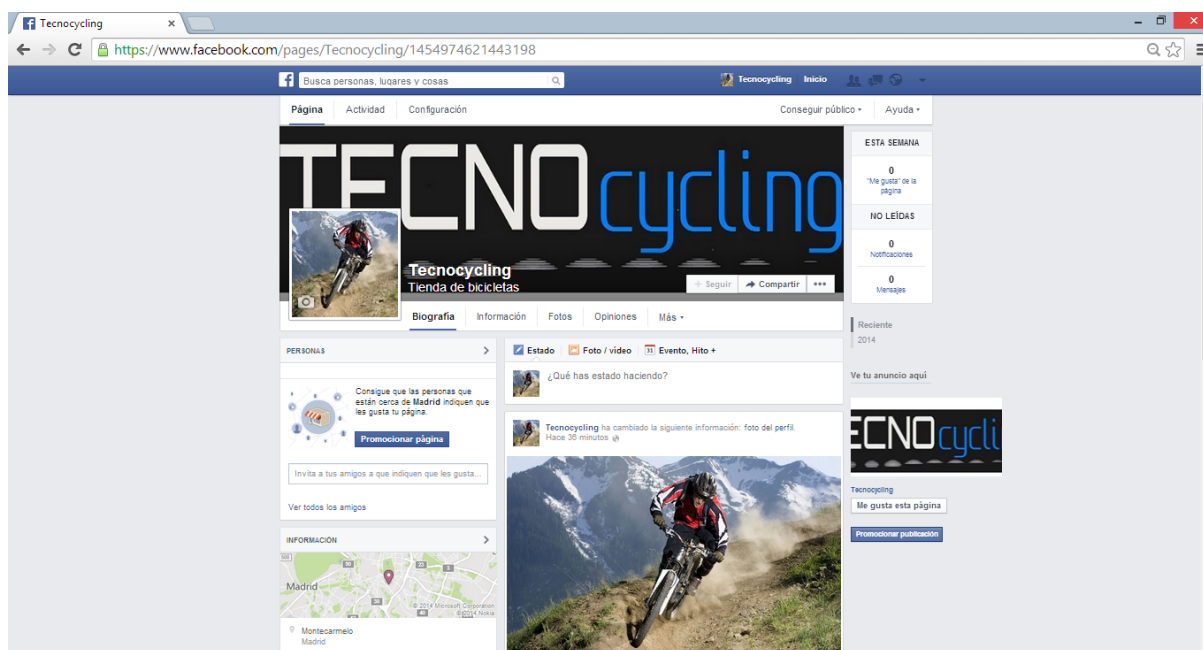 Tecnocycling
https://www.facebook.com/pages/Tecnocycling/1454974621443198
Busca personas, lugares y cosas
Tecnocycling Inicio
Página Actividad Configuración
Conseguir público Ayuda
TECNOcycling
Tecnocycling
Tienda de bicicletas
+ Seguir Compartir •••
Biografía Información Fotos Opiniones Más
ESTA SEMANA
0
"Me gusta" de la
página
NO LEÍDAS
0
Notificaciones
0
Mensajes
Reciente
2014
PERSONAS
Consigue que las personas que
están cerca de Madrid indiquen que
les gusta tu página.
Promocionar página
Invita a tus amigos a que indiquen que les gusta...
Ver todos los amigos
INFORMACIÓN
Madrid
© 2014 Microsoft Corporation
© 2014 Nokia
Montecarmelo
Madrid
Estado Foto / vídeo 31 Evento, Hito +
¿Qué has estado haciendo?
Tecnocycling ha cambiado la siguiente información: foto del perfil.
Hace 36 minutos
Ve tu anuncio aquí
ECNOcycli
Tecnocycling
Me gusta esta página
Promocionar publicación